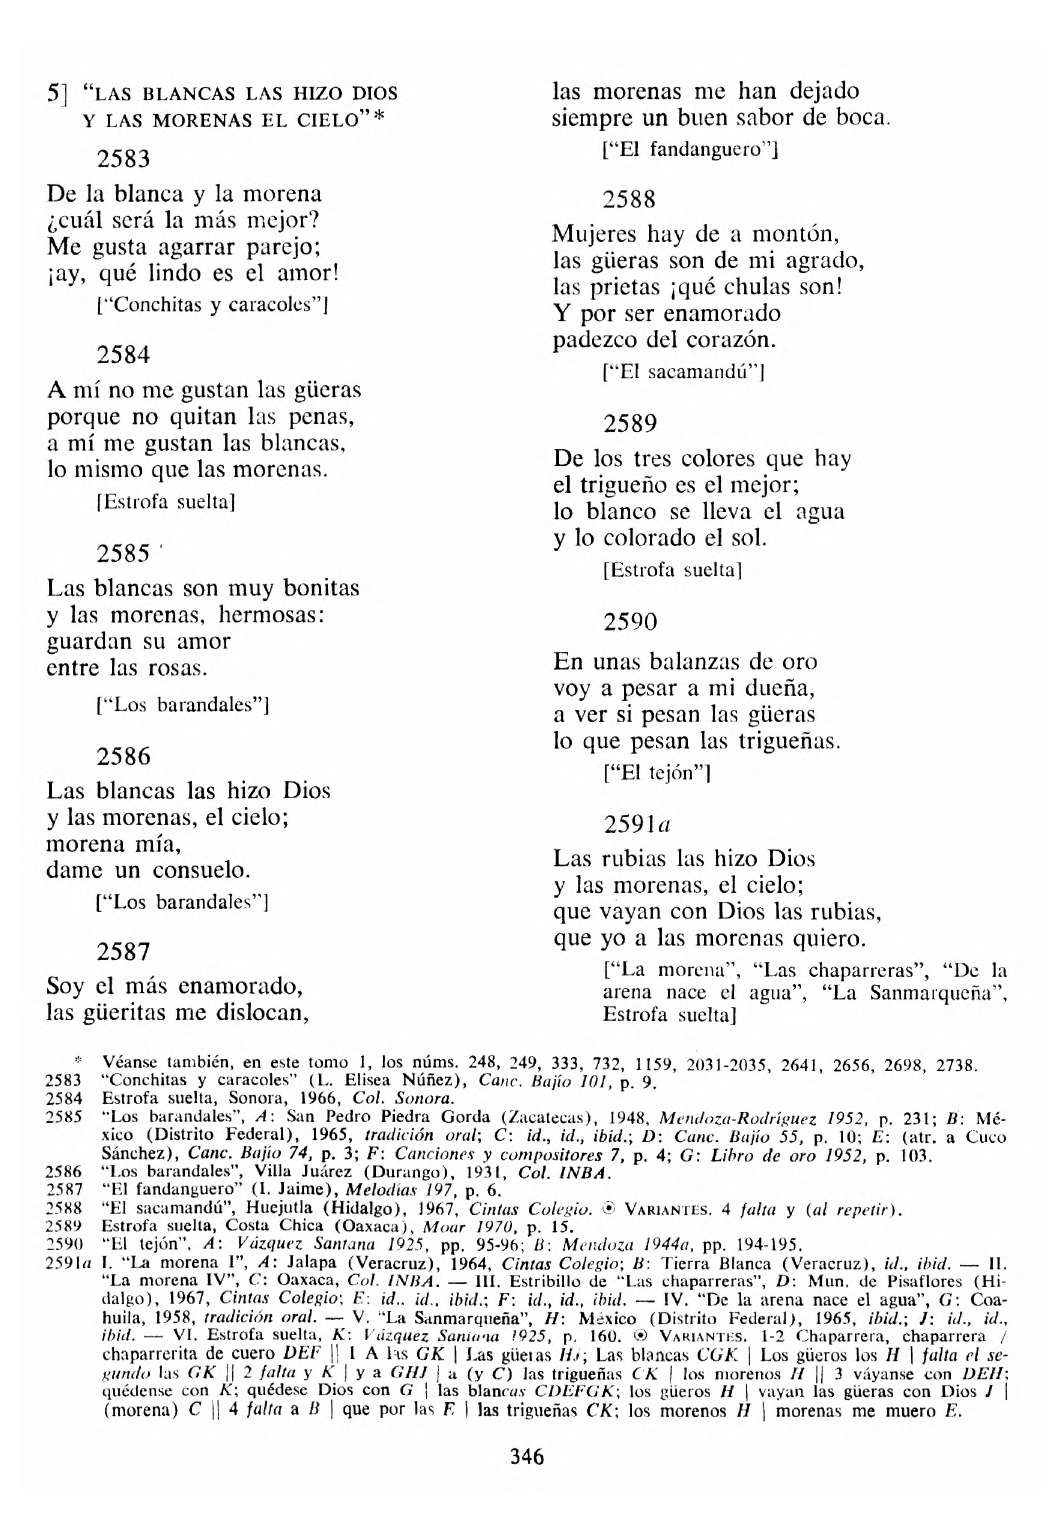 5] “LAS BLANCAS LAS HIZO DIOS
Y LAS MORENAS EL CIELO”*
2583
De la blanca y la morena
¿cuál será la más mejor?
Me gusta agarrar parejo;
¡ay, qué lindo es el amor!
[“Conchitas y caracoles”]
2584
A mí no me gustan las güeras
porque no quitan las penas,
a mí me gustan las blancas,
lo mismo que las morenas.
[Estrofa suelta]
2585
Las blancas son muy bonitas
y las morenas, hermosas:
guardan su amor
entre las rosas.
[“Los barandales”]
2586
Las blancas las hizo Dios
y las morenas, el cielo;
morena mía,
dame un consuelo.
[“Los barandales”]
2587
Soy el más enamorado,
las güeritas me dislocan,
las morenas me han dejado
siempre un buen sabor de boca.
[“El fandanguero”]
2588
Mujeres hay de a montón,
las güeras son de mi agrado,
las prietas ¡qué chulas son!
Y por ser enamorado
padezco del corazón.
[“El sacamandú”]
2589
De los tres colores que hay
el trigueño es el mejor;
lo blanco se lleva el agua
y lo colorado el sol.
[Estrofa suelta]
2590
En unas balanzas de oro
voy a pesar a mi dueña,
a ver si pesan las güeras
lo que pesan las trigueñas.
[“El tejón”]
2591a
Las rubias las hizo Dios
y las morenas, el cielo;
que vayan con Dios las rubias,
que yo a las morenas quiero.
[“La morena”, “Las chaparreras”, “De la
arena nace el agua”, “La Sanmarqueña”,
Estrofa suelta]
* Véanse también, en este tomo 1, los núms. 248, 249, 333, 732, 1159, 2031-2035, 2641, 2656, 2698, 2738.
2583 “Conchitas y caracoles” (L. Elisea Núñez), Canc. Bajío 101, p. 9.
2584 Estrofa suelta, Sonora, 1966, Col. Sonora.
2585 “Los barandales”, A: San Pedro Piedra Gorda (Zacatecas), 1948, Mendoza-Rodríguez 1952, p. 231; B: Mé-
xico (Distrito Federal), 1965, tradición oral; C: id., id., ibid.; D: Canc. Bajío 55, p. 10; E: (atr. a Cuco
Sánchez), Canc. Bajío 74, p. 3; F: Canciones y compositores 7, p. 4; G: Libro de oro 1952, p. 103.
2586 “Los barandales”, Villa Juárez (Durango), 1931, Col. INBA.
2587 “El fandanguero” (I. Jaime), Melodías 197, p. 6.
2588 “El sacamandú”, Huejutla (Hidalgo), 1967, Cintas Colegio. ⦿ VARIANTES. 4 falta y (al repetir).
2589 Estrofa suelta, Costa Chica (Oaxaca), Moar 1970, p. 15.
2590 “El tejón”, A: Vázquez Santana 1925, pp. 95-96; B: Mendoza 1944a, pp. 194-195.
2591a I. “La morena I”, A: Jalapa (Veracruz), 1964, Cintas Colegio; B: Tierra Blanca (Veracruz), id., ibid. — II.
“La morena IV”, C: Oaxaca, Col. INBA. — III. Estribillo de “Las chaparreras”, D: Mun. de Pisaflores (Hi-
dalgo), 1967, Cintas Colegio; E: id., id., ibid.; F: id., id., ibid. — IV. “De la arena nace el agua”, G: Coa-
huila, 1958, tradición oral. — V. “La Sanmarqueña”, H: México (Distrito Federal), 1965, ibid.; J: id., id.,
ibid. — VI. Estrofa suelta, K: Vázquez Santana 1925, p. 160. ⦿ VARIANTES. 1-2 Chaparrera, chaparrera /
chaparrerita de cuero DEF || 1 A las GK | Las güeras HJ; Las blancas CGK | Los güeros los H | falta el se-
gundo las GK || 2 falta y K | y a GHJ | a (y C) las trigueñas CK | los morenos H || 3 váyanse con DEH;
quédense con K; quédese Dios con G | las blancas CDEFGK; los güeros H | vayan las güeras con Dios J |
(morena) C || 4 falta a B | que por las E | las trigueñas CK; los morenos H | morenas me muero E.
346